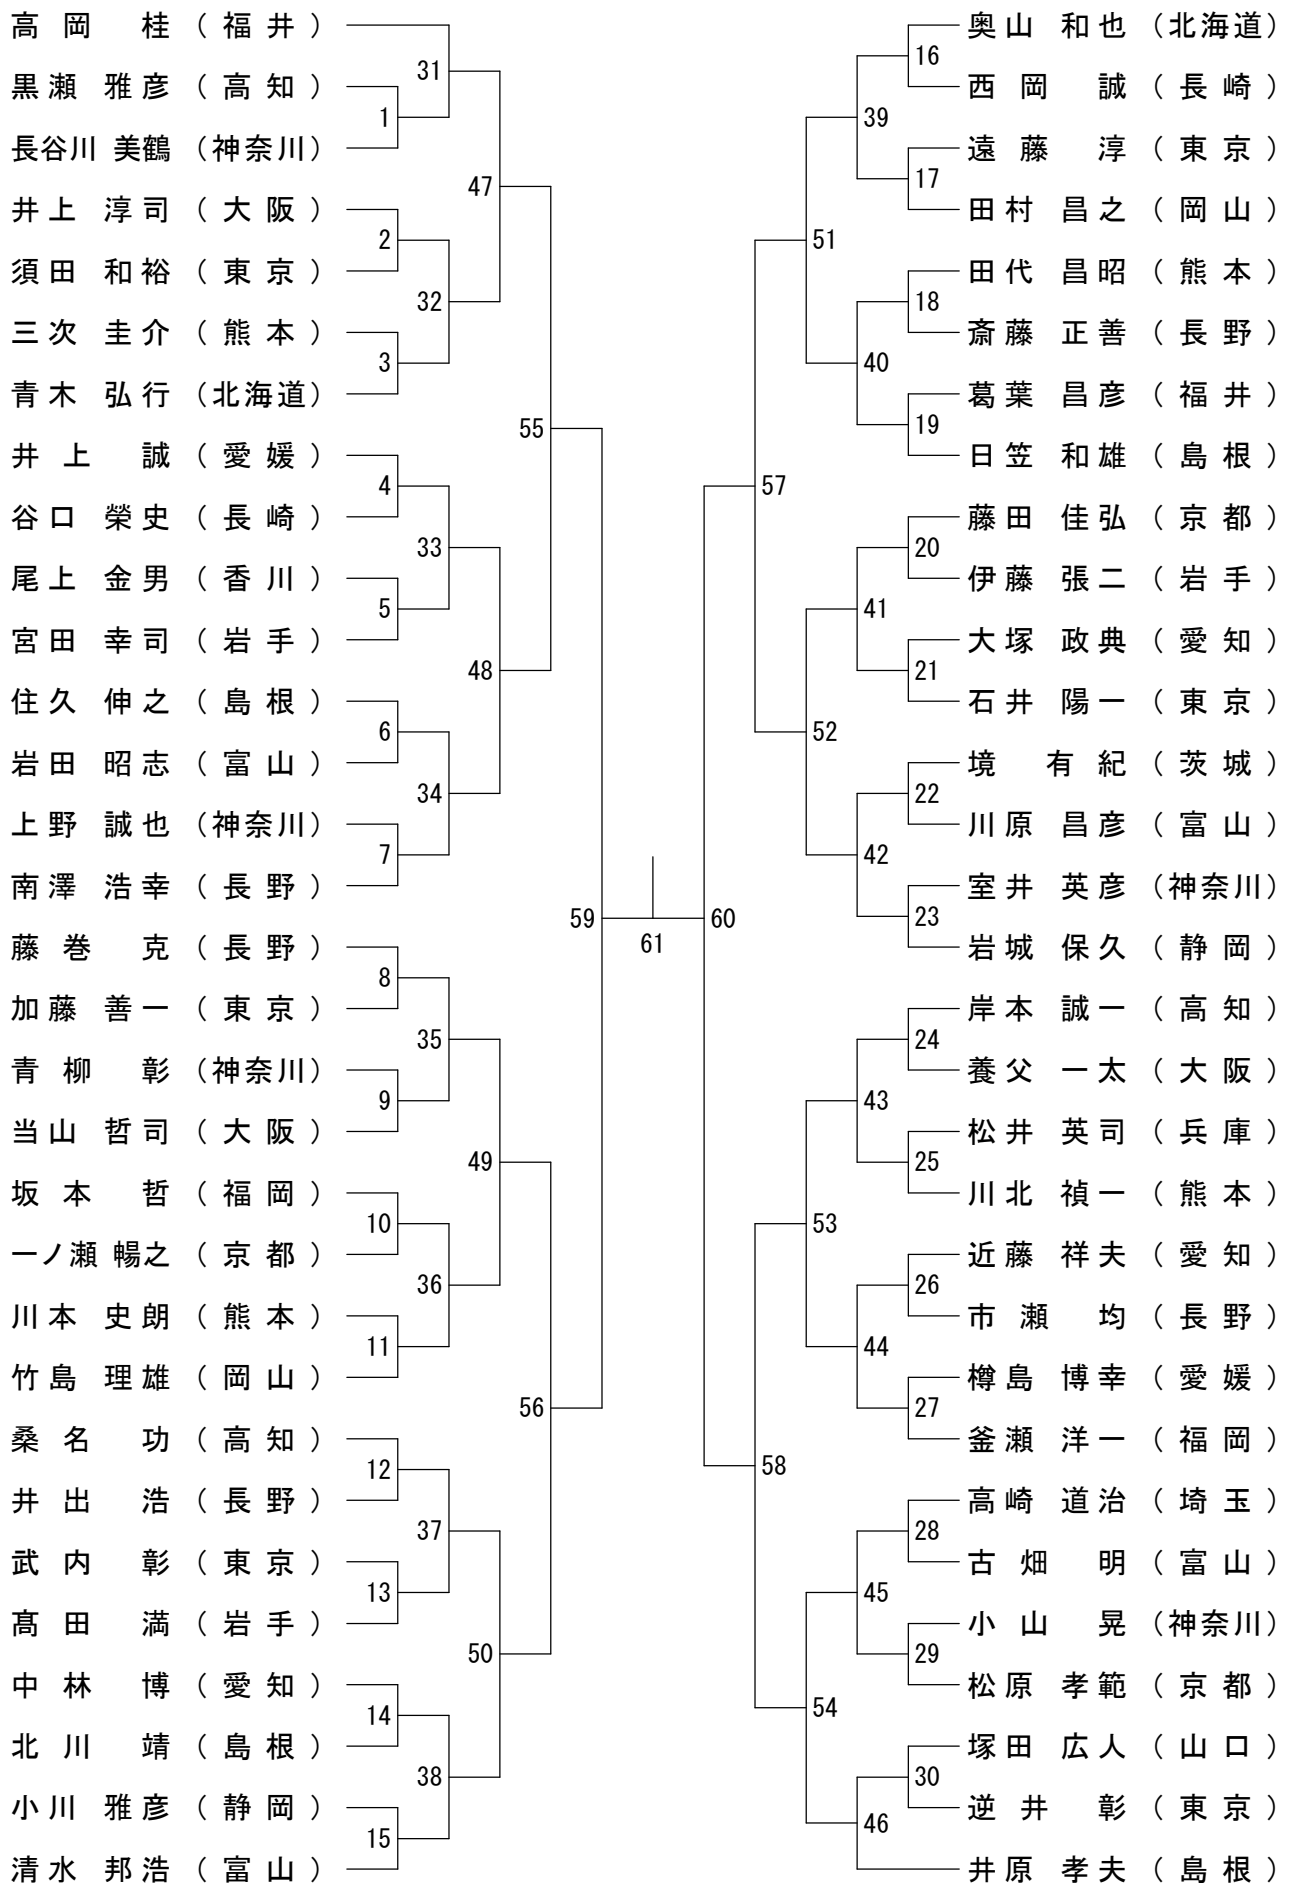 高岡 桂 (福井)
黒瀬 雅彦 (高知)
長谷川 美鶴 (神奈川)
井上 淳司 (大阪)
須田 和裕 (東京)
三次 圭介 (熊本)
青木 弘行 (北海道)
井上 誠 (愛媛)
谷口 榮史 (長崎)
尾上 金男 (香川)
宮田 幸司 (岩手)
住久 伸之 (島根)
岩田 昭志 (富山)
上野 誠也 (神奈川)
南澤 浩幸 (長野)
藤巻 克 (長野)
加藤 善一 (東京)
青柳 彰 (神奈川)
当山 哲司 (大阪)
坂本 哲 (福岡)
一ノ瀬 暢之 (京都)
川本 史朗 (熊本)
竹島 理雄 (岡山)
桑名 功 (高知)
井出 浩 (長野)
武内 彰 (東京)
髙田 満 (岩手)
中林 博 (愛知)
北川 靖 (島根)
小川 雅彦 (静岡)
清水 邦浩 (富山)
1
2
3
4
5
6
7
8
9
10
11
12
13
14
15
31
32
33
34
35
36
37
38
47
48
49
50
55
56
59
61
60
57
58
51
52
53
54
39
40
41
42
43
44
45
46
16
17
18
19
20
21
22
23
24
25
26
27
28
29
30
奥山 和也 (北海道)
西岡 誠 (長崎)
遠藤 淳 (東京)
田村 昌之 (岡山)
田代 昌昭 (熊本)
斎藤 正善 (長野)
葛葉 昌彦 (福井)
日笠 和雄 (島根)
藤田 佳弘 (京都)
伊藤 張二 (岩手)
大塚 政典 (愛知)
石井 陽一 (東京)
境 有紀 (茨城)
川原 昌彦 (富山)
室井 英彦 (神奈川)
岩城 保久 (静岡)
岸本 誠一 (高知)
養父 一太 (大阪)
松井 英司 (兵庫)
川北 禎一 (熊本)
近藤 祥夫 (愛知)
市瀬 均 (長野)
樽島 博幸 (愛媛)
釜瀬 洋一 (福岡)
高崎 道治 (埼玉)
古畑 明 (富山)
小山 晃 (神奈川)
松原 孝範 (京都)
塚田 広人 (山口)
逆井 彰 (東京)
井原 孝夫 (島根)